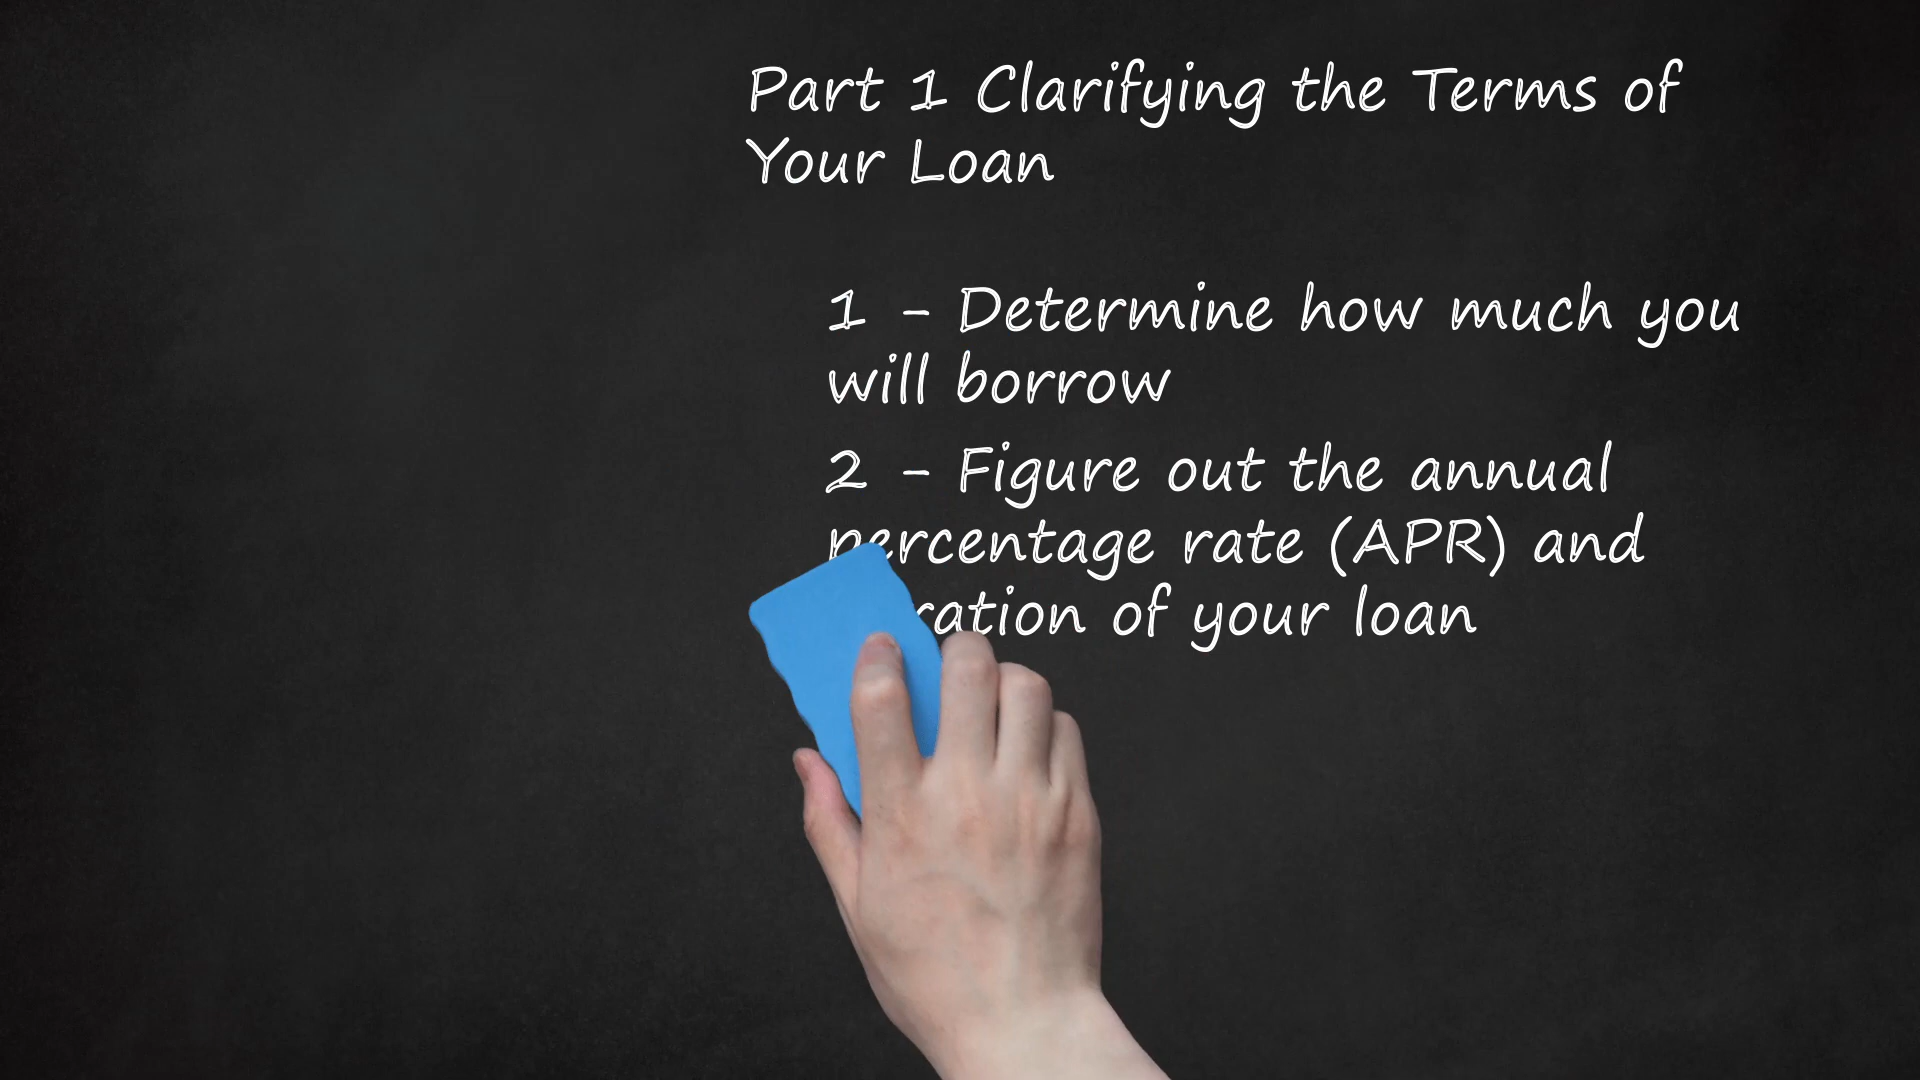 Part 1 Clarifying the Terms of
Your Loan
1 - Determine how much you
will borrow
2 - Figure out the annual
percentage rate (APR) and
of your loan